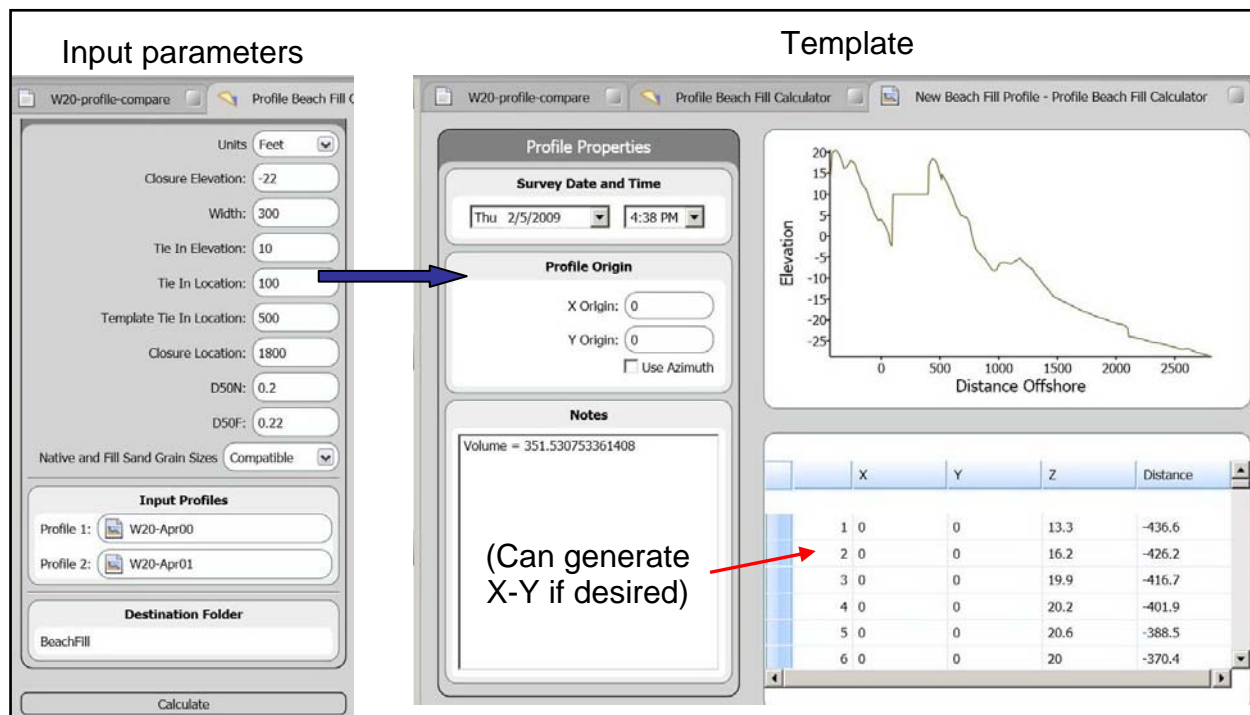 Input parameters
W20-profile-compare
Profile Beach Fill C
Units Feet
Closure Elevation: -22
Width: 300
Tie In Elevation: 10
Tie In Location: 100
Template Tie In Location: 500
Closure Location: 1800
D50N: 0.2
D50F: 0.22
Native and Fill Sand Grain Sizes Compatible
Input Profiles
Profile 1: W20-Apr00
Profile 2: W20-Apr01
Destination Folder
BeachFill
Calculate
Template
W20-profile-compare
Profile Beach Fill Calculator
New Beach Fill Profile - Profile Beach Fill Calculator
Profile Properties
Survey Date and Time
Thu 2/5/2009 4:38 PM
Profile Origin
X Origin: 0
Y Origin: 0
Use Azimuth
Notes
Volume = 351.530753361408
(Can generate
X-Y if desired)
Elevation
20
15
10
5
0
-5
-10
-15
-20
-25
0 500 1000 1500 2000 2500
Distance Offshore
X Y Z Distance
1 0 0 13.3 -436.6
2 0 0 16.2 -426.2
3 0 0 19.9 -416.7
4 0 0 20.2 -401.9
5 0 0 20.6 -388.5
6 0 0 20 -370.4